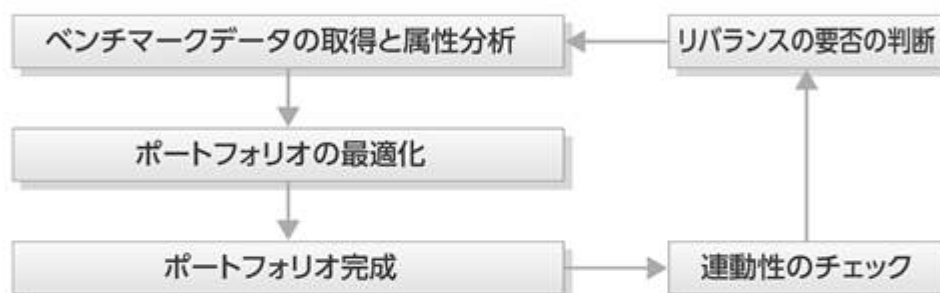 ベンチマークデータの取得と属性分析
リバランスの要否の判断
ポートフォリオの最適化
ポートフォリオ完成
連動性のチェック